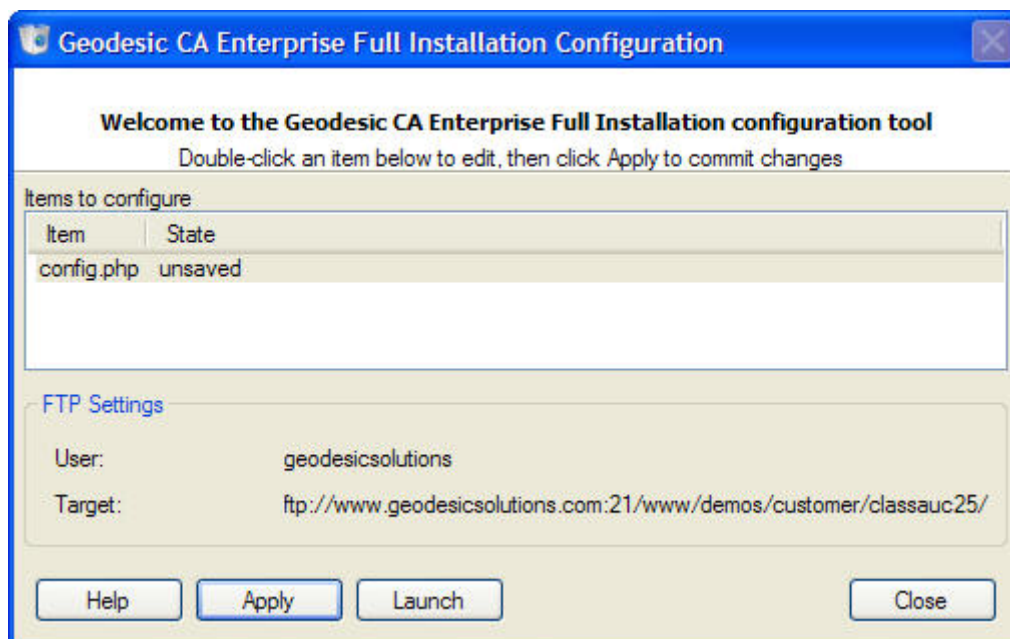 Geodesic CA Enterprise Full Installation Configuration
Welcome to the Geodesic CA Enterprise Full Installation configuration tool
Double-click an item below to edit, then click Apply to commit changes
Items to configure
Item State
config.php unsaved
FTP Settings
User: geodesicsolutions
Target: ftp://www.geodesicsolutions.com:21/www/demos/customer/classauc25/
Help Apply Launch Close